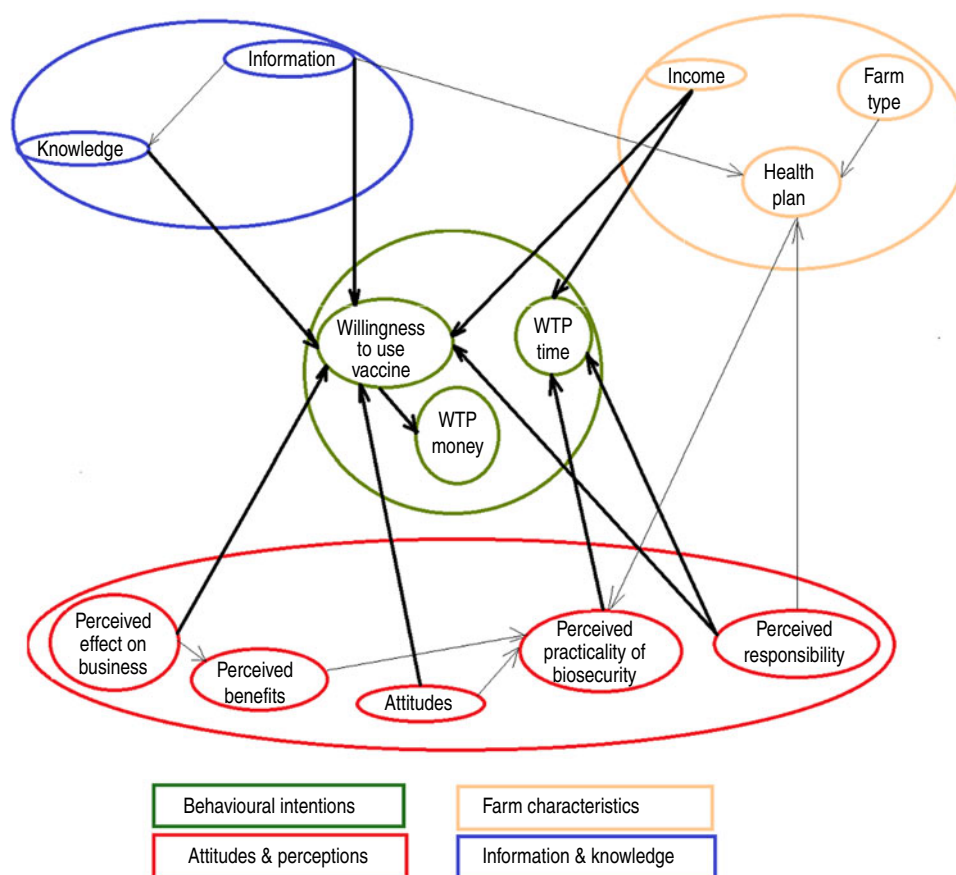 Information
Income
Farm
type
Knowledge
Health
plan
Willingness
to use
vaccine
WTP
time
WTP
money
Perceived
effect on
business
Perceived
benefits
Attitudes
Perceived
practicality of
biosecurity
Perceived
responsibility
Behavioural intentions
Farm characteristics
Attitudes & perceptions
Information & knowledge